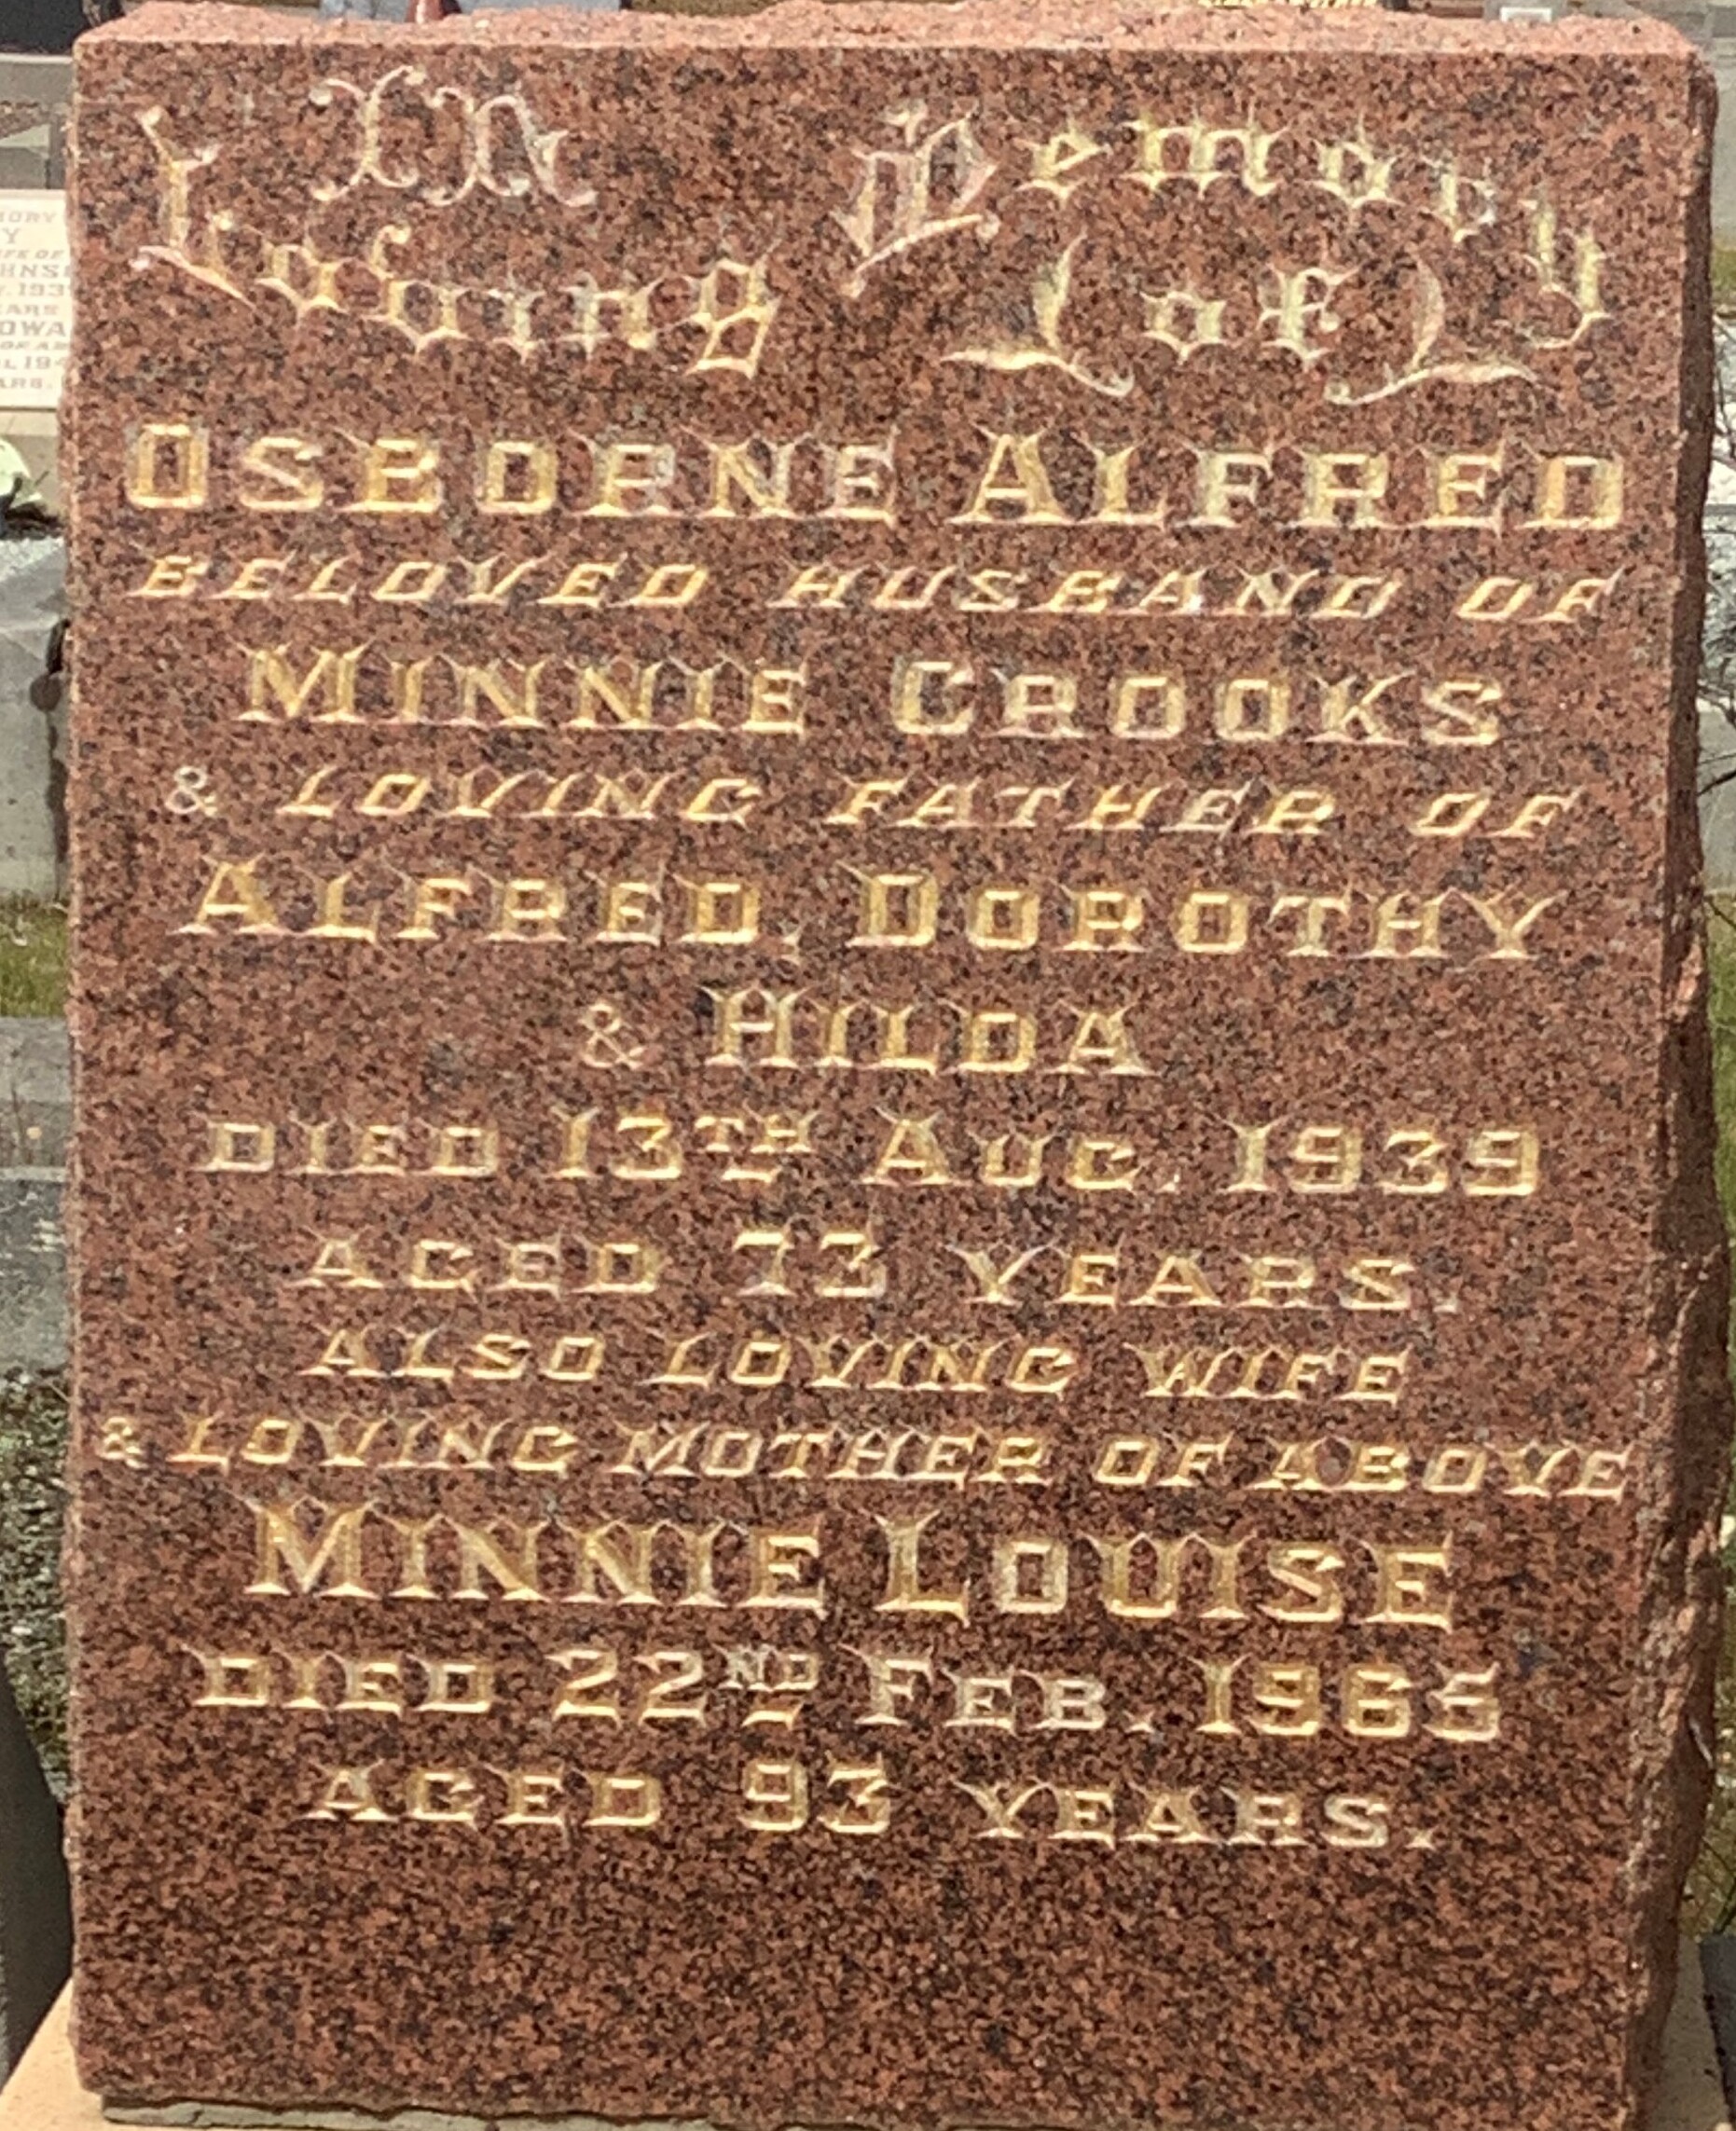 In Loving Memory of
OSBORNE ALFRED
BELOVED HUSBAND OF
MINNIE CROOKS
& LOVING FATHER OF
ALFRED, DOROTHY
& HILDA
DIED 13TH AUG. 1939
AGED 73 YEARS.
ALSO LOVING WIFE
& LOVING MOTHER OF ABOVE
MINNIE LOUISE
DIED 22ND FEB. 1965
AGED 93 YEARS.